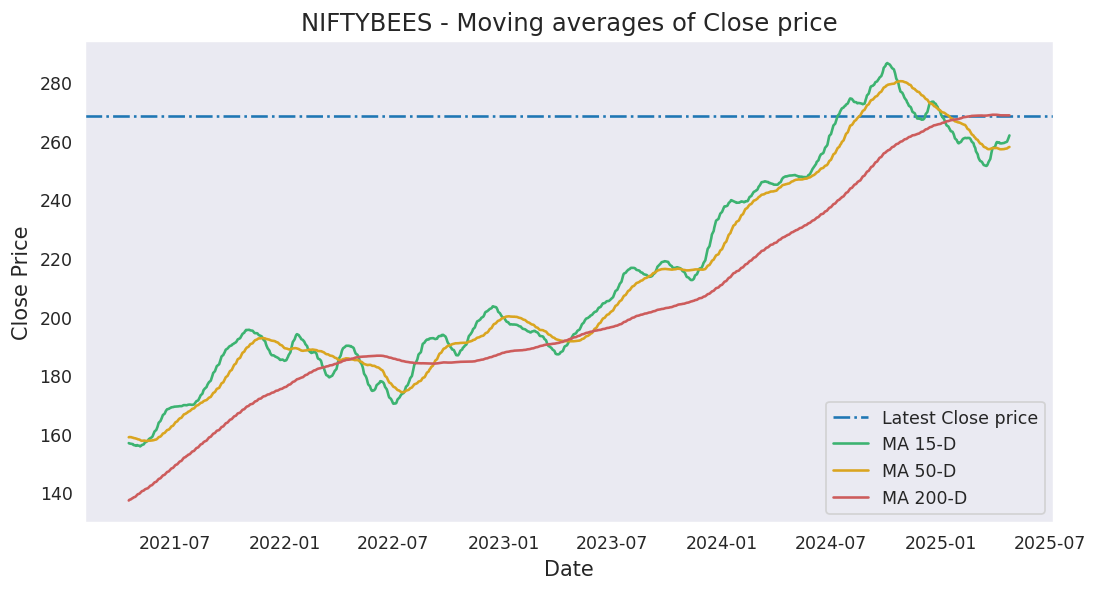 NIFTYBEES - Moving averages of Close price
Close Price
280
260
240
220
200
180
160
140
Latest Close price
MA 15-D
MA 50-D
MA 200-D
2021-07 2022-01 2022-07 2023-01 2023-07 2024-01 2024-07 2025-01 2025-07
Date